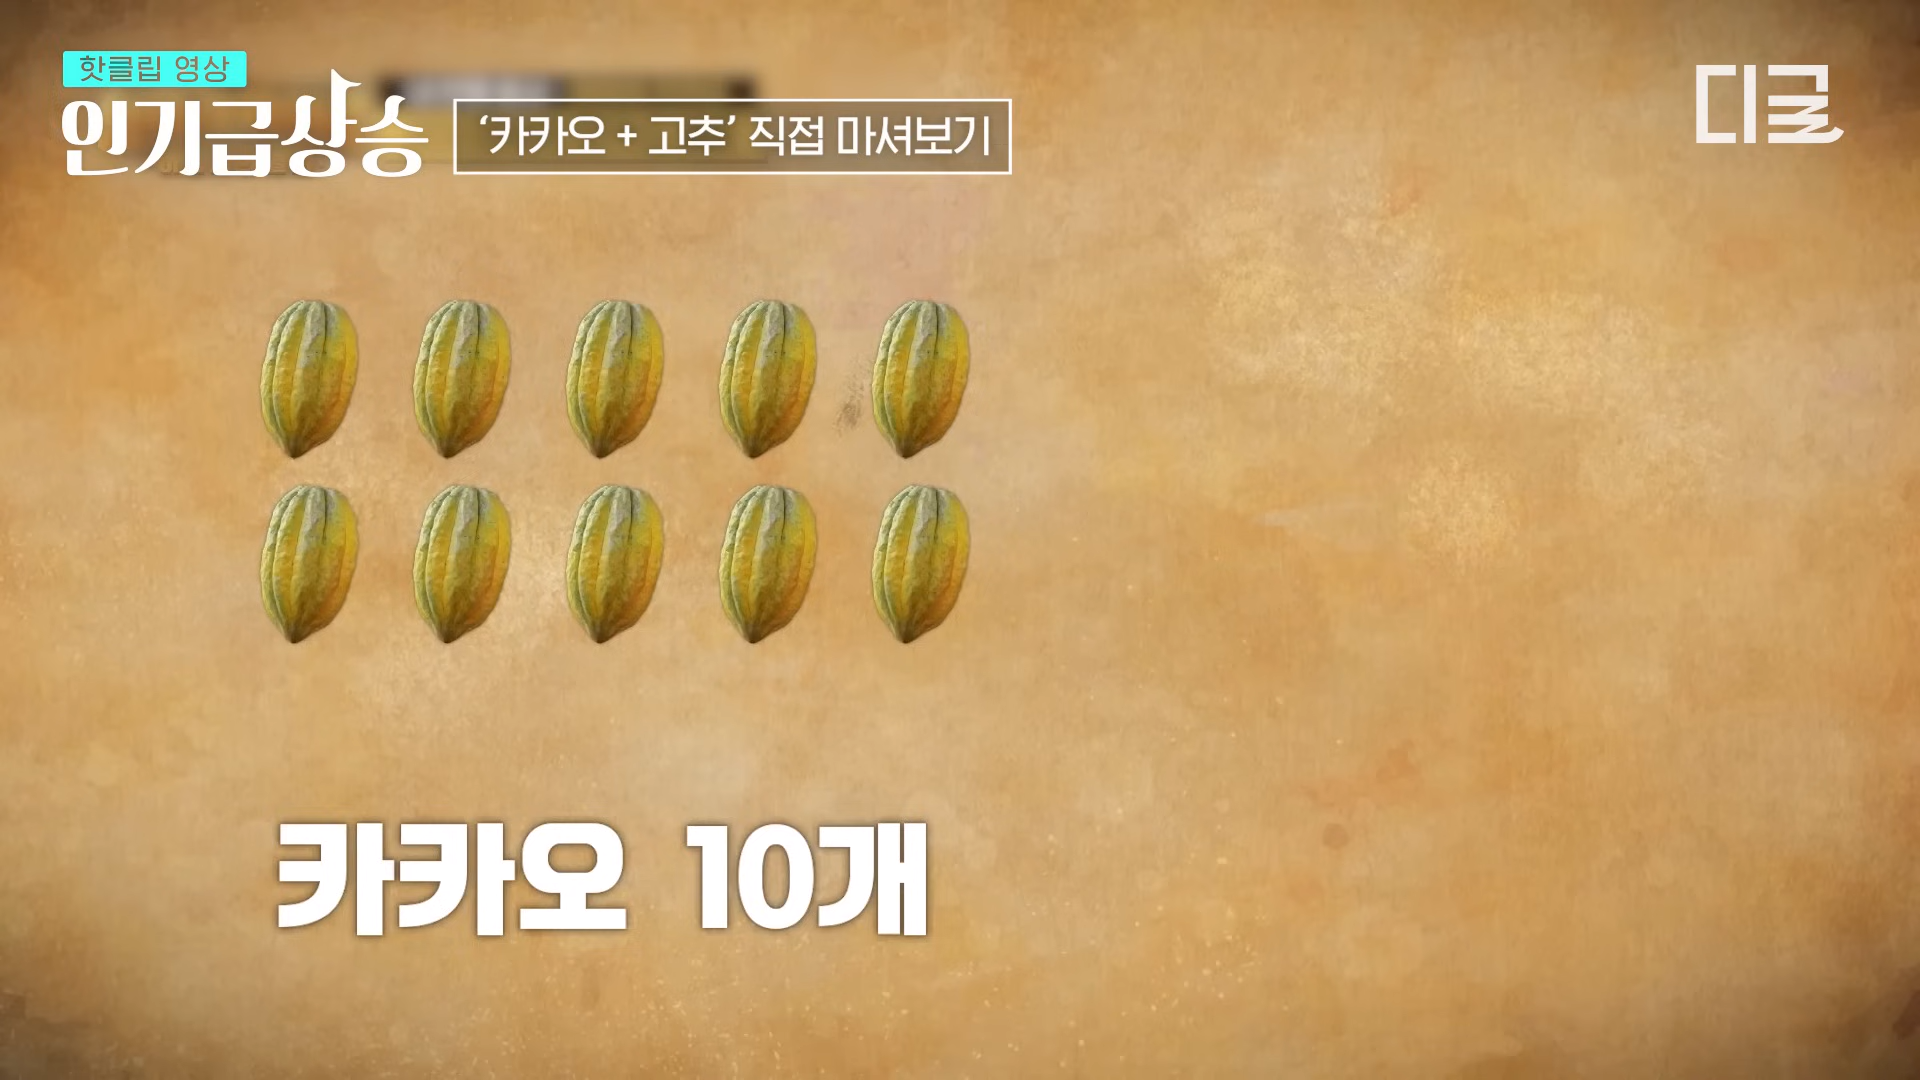 핫클립 영상
인기급상승
‘카카오 + 고추’ 직접 마셔보기
디글
카카오 10개